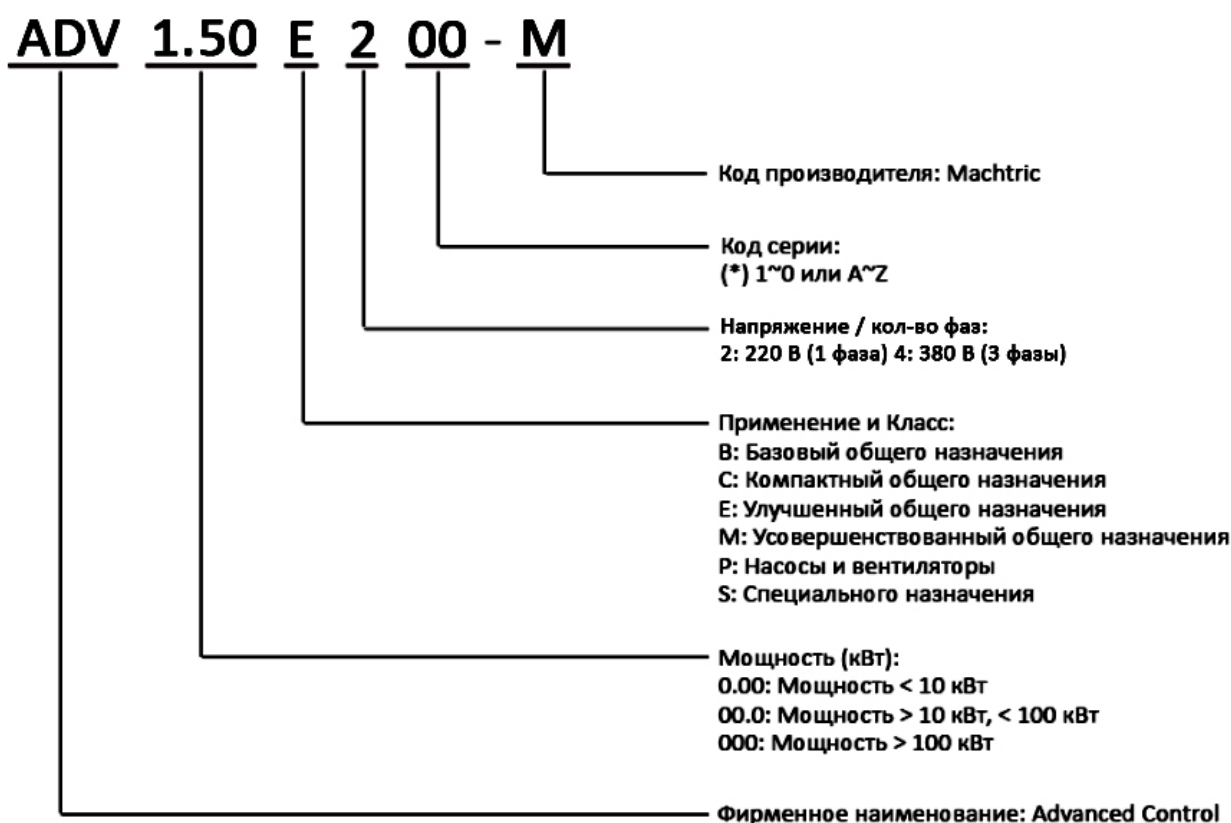 ADV 1.50 E 2 00 - M
Код производителя: Machtric
Код серии:
(*) 1~0 или A~Z
Напряжение / кол-во фаз:
2: 220 В (1 фаза) 4: 380 В (3 фазы)
Применение и Класс:
B: Базовый общего назначения
C: Компактный общего назначения
E: Улучшенный общего назначения
M: Усовершенствованный общего назначения
P: Насосы и вентиляторы
S: Специального назначения
Мощность (кВт):
0.00: Мощность < 10 кВт
00.0: Мощность > 10 кВт, < 100 кВт
000: Мощность > 100 кВт
Фирменное наименование: Advanced Control